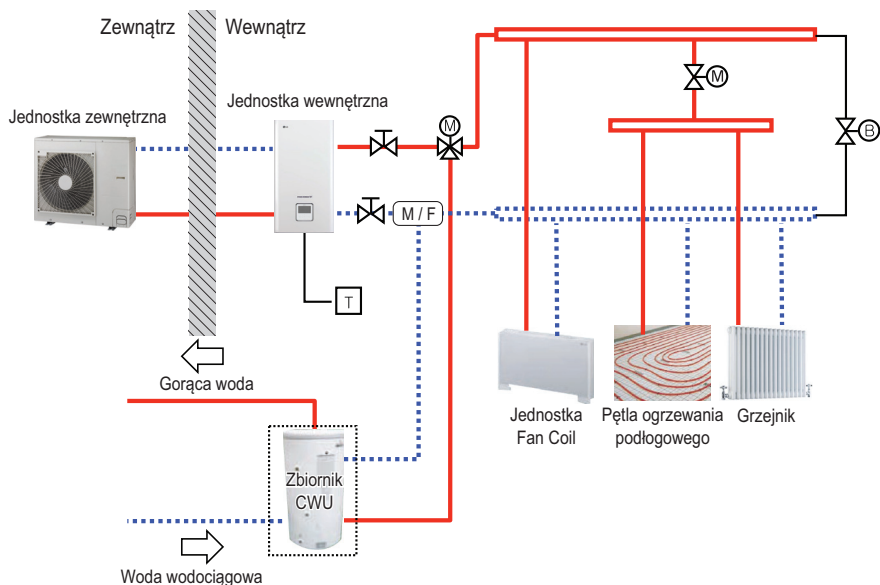 Zewnątrz
Wewnątrz
Jednostka zewnętrzna
Jednostka wewnętrzna
M
M
B
M / F
T
Gorąca woda
Zbiornik
CWU
Woda wodociągowa
Jednostka
Fan Coil
Pętla ogrzewania
podłogowego
Grzejnik